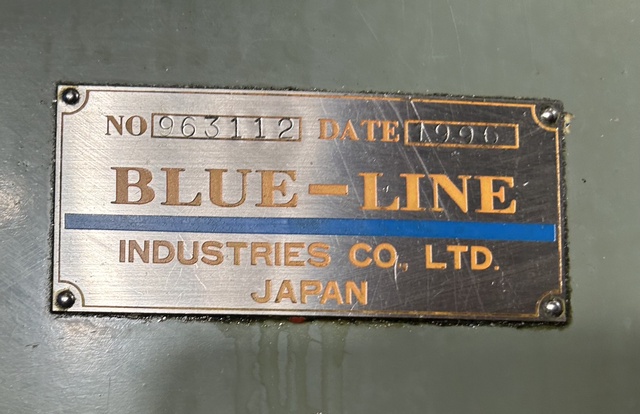 NO 963112 DATE 1996
BLUE-LINE
INDUSTRIES CO., LTD.
JAPAN